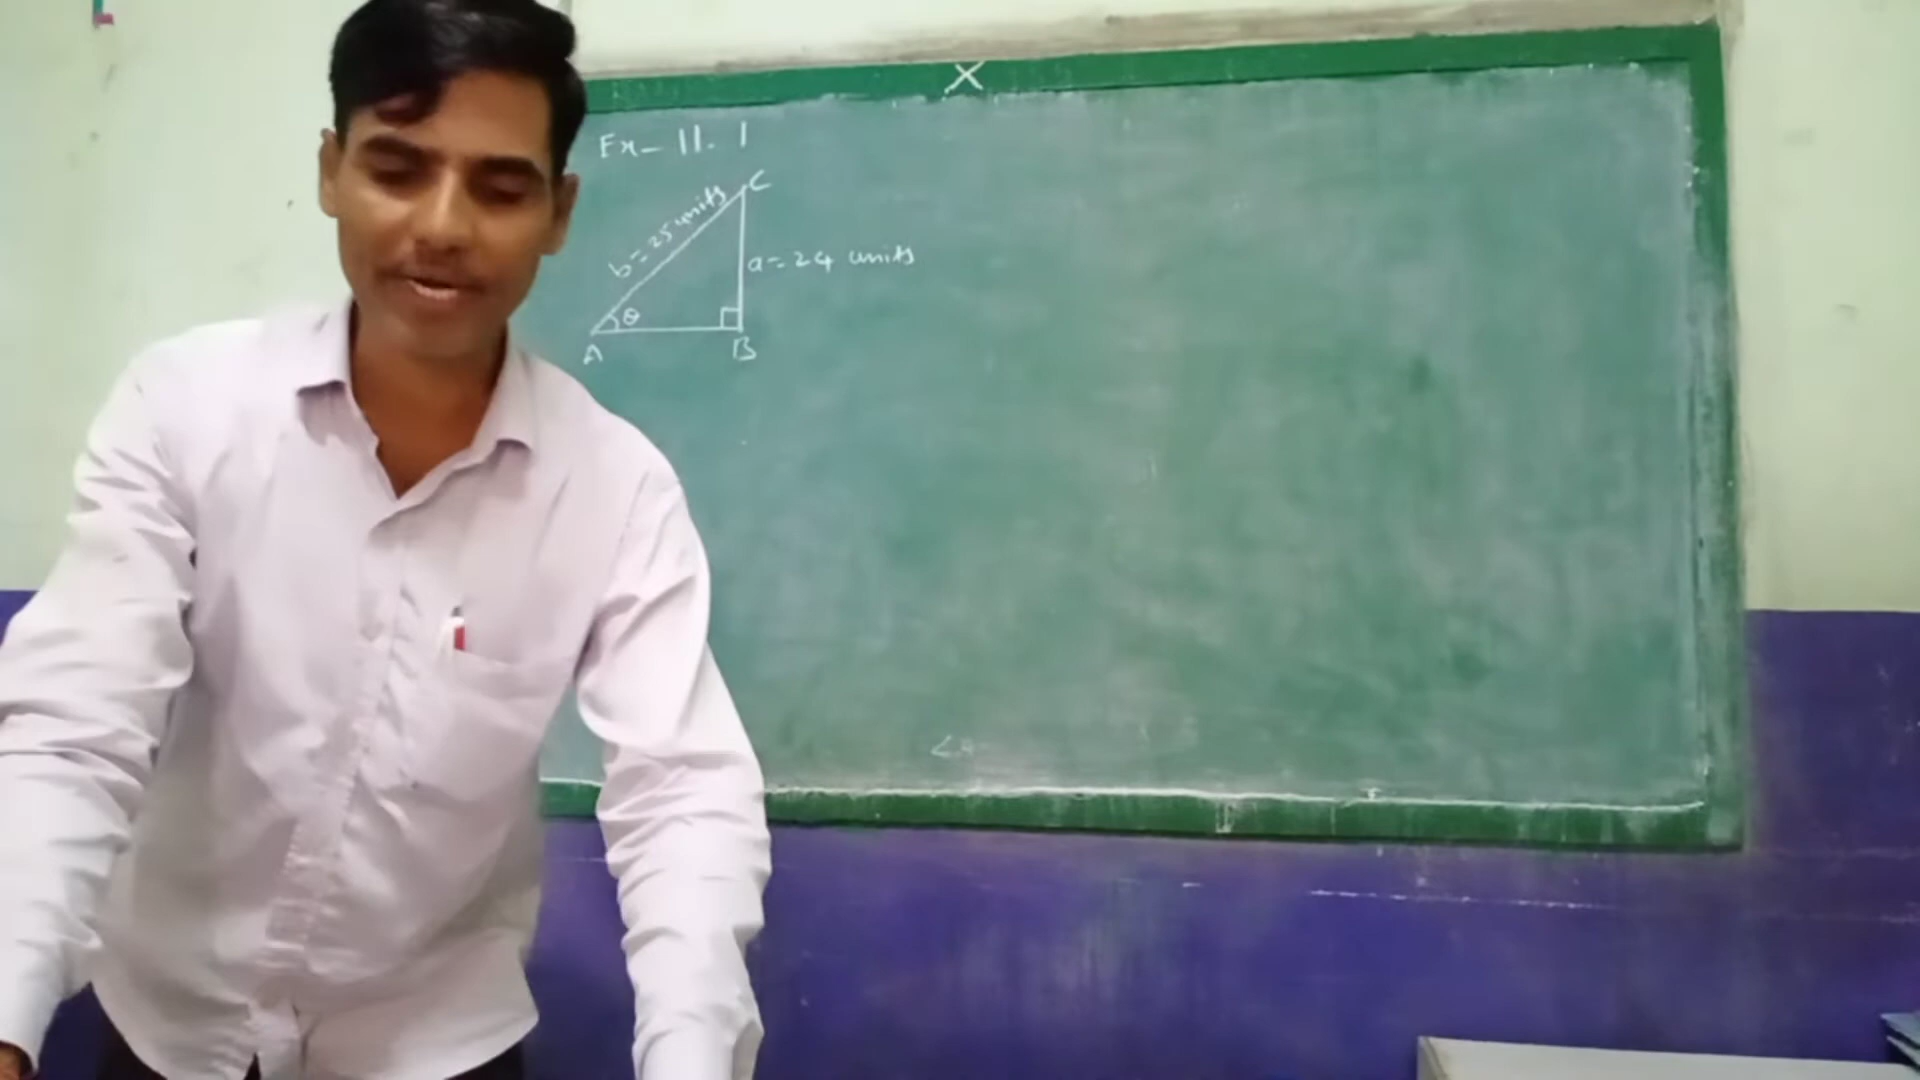 X
Ex- 11.1
C
b = 25 units
a = 24 units
θ
A
B